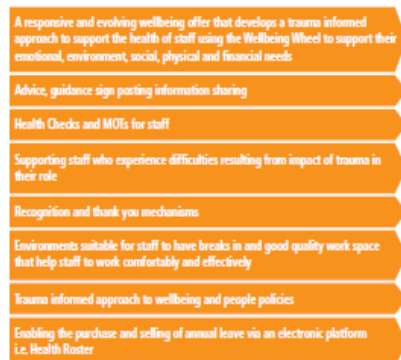 A responsive and evolving wellbeing offer that develops a trauma informed
approach to support the health of staff using the Wellbeing Wheel to support their
emotional, environment, social, physical and financial needs
Advice, guidance sign posting information sharing
Health Checks and MOTs for staff
Supporting staff who experience difficulties resulting from impact of trauma in
their role
Recognition and thank you mechanisms
Environments suitable for staff to have breaks in and good quality work space
that help staff to work comfortably and effectively
Trauma informed approach to wellbeing and people policies
Enabling the purchase and selling of annual leave via an electronic platform
i.e. Health Roster